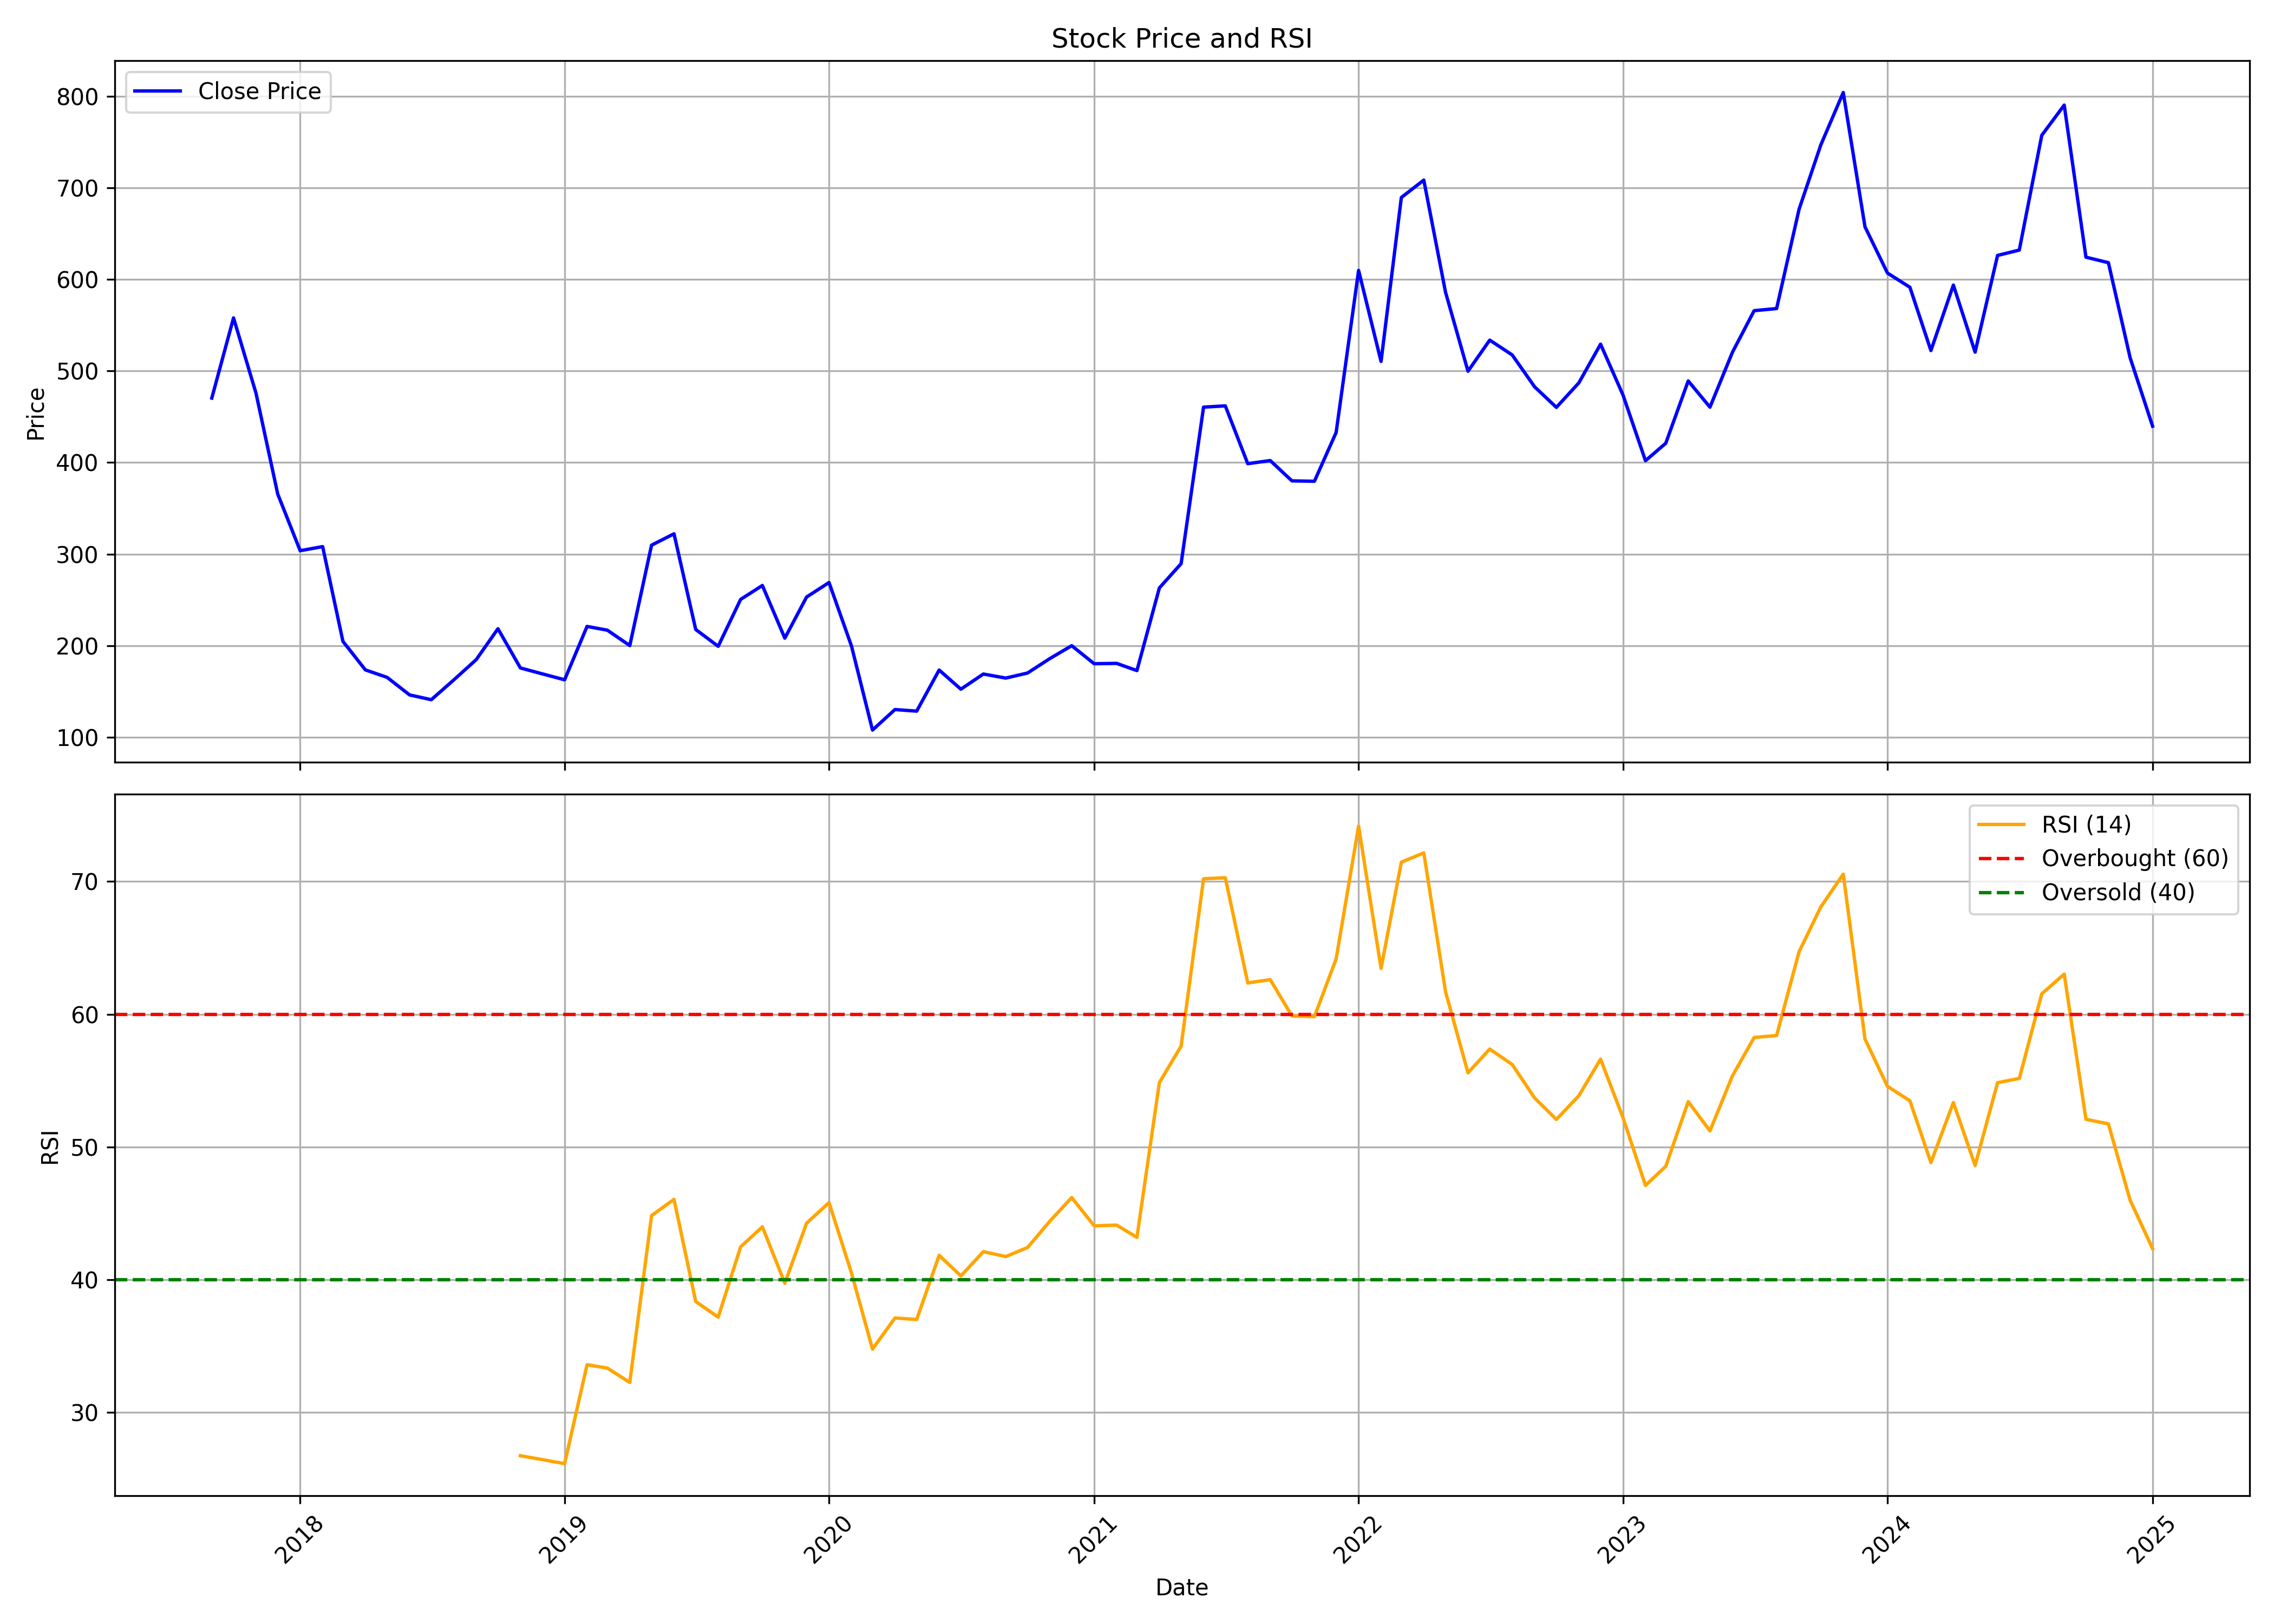 Stock Price and RSI
Close Price
800
700
600
500
400
300
200
100
Price
RSI (14)
Overbought (60)
Oversold (40)
70
60
50
40
30
RSI
2018
2019
2020
2021
2022
2023
2024
2025
Date